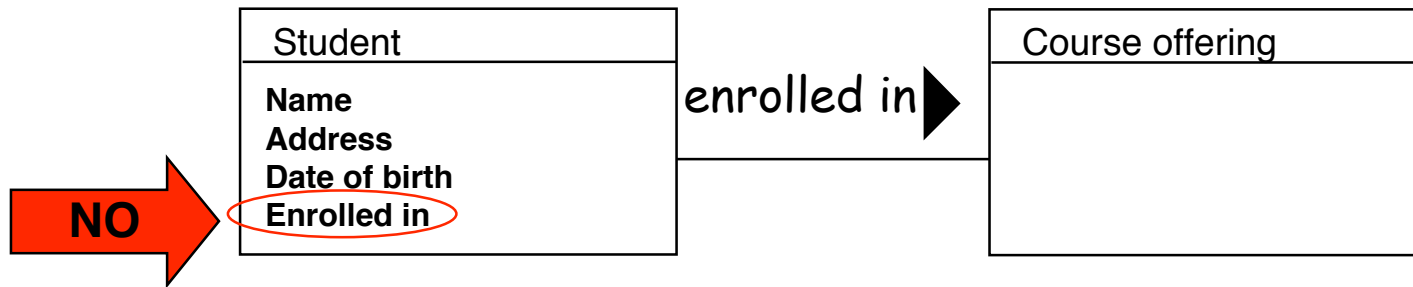 Student
Name
Address
Date of birth
Enrolled in
NO
enrolled in
Course offering